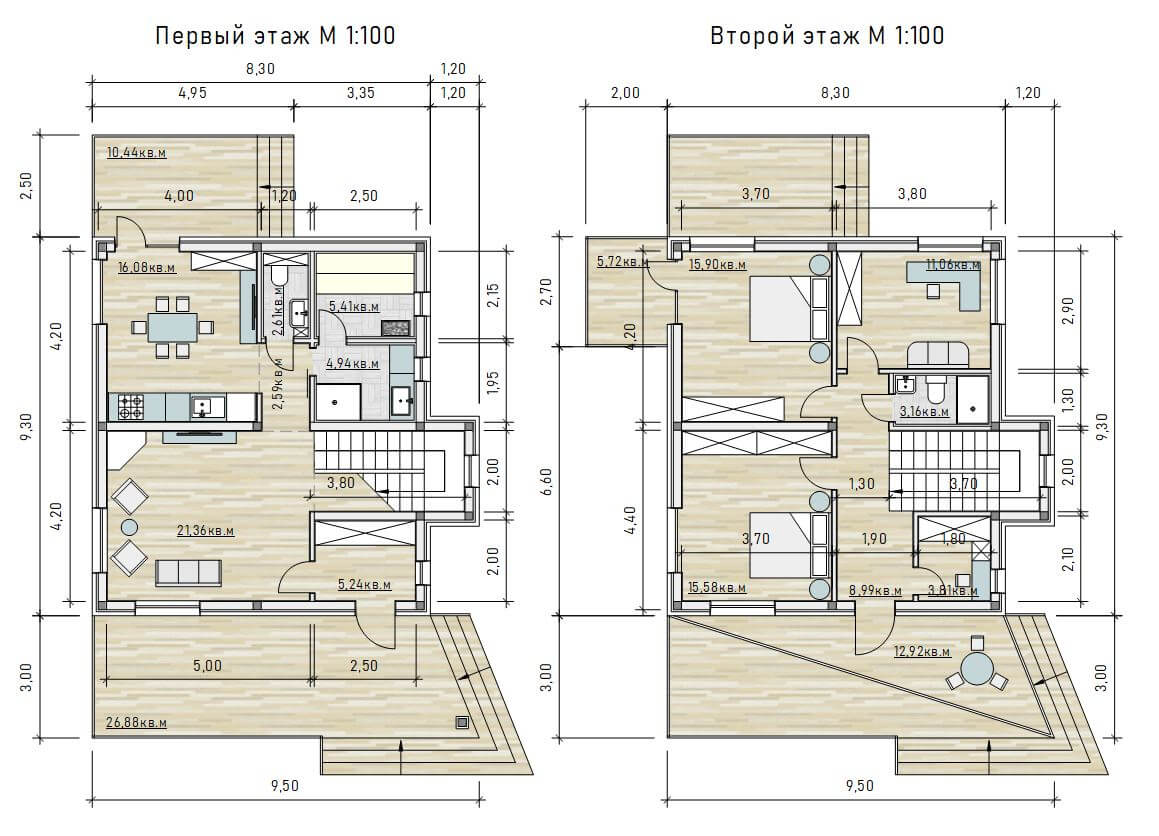 Первый этаж М 1:100
Второй этаж М 1:100
8,30
1,20
4,95
3,35
1,20
2,00
8,30
1,20
10,44кв.м
2,50
4,00
1,20
2,50
3,70
3,80
16,08кв.м
2,61кв.м
5,41кв.м
2,15
4,20
4,94кв.м
2,59кв.м
1,95
9,30
3,80
2,00
4,20
21,36кв.м
5,24кв.м
2,00
5,00
2,50
3,00
26,88кв.м
9,50
5,72кв.м
15,90кв.м
11,06кв.м
2,70
4,20
2,90
3,16кв.м
1,30
9,30
6,60
1,30
3,70
2,00
4,40
3,70
1,90
1,80
2,10
15,58кв.м
8,99кв.м
3,81кв.м
12,92кв.м
3,00
3,00
9,50